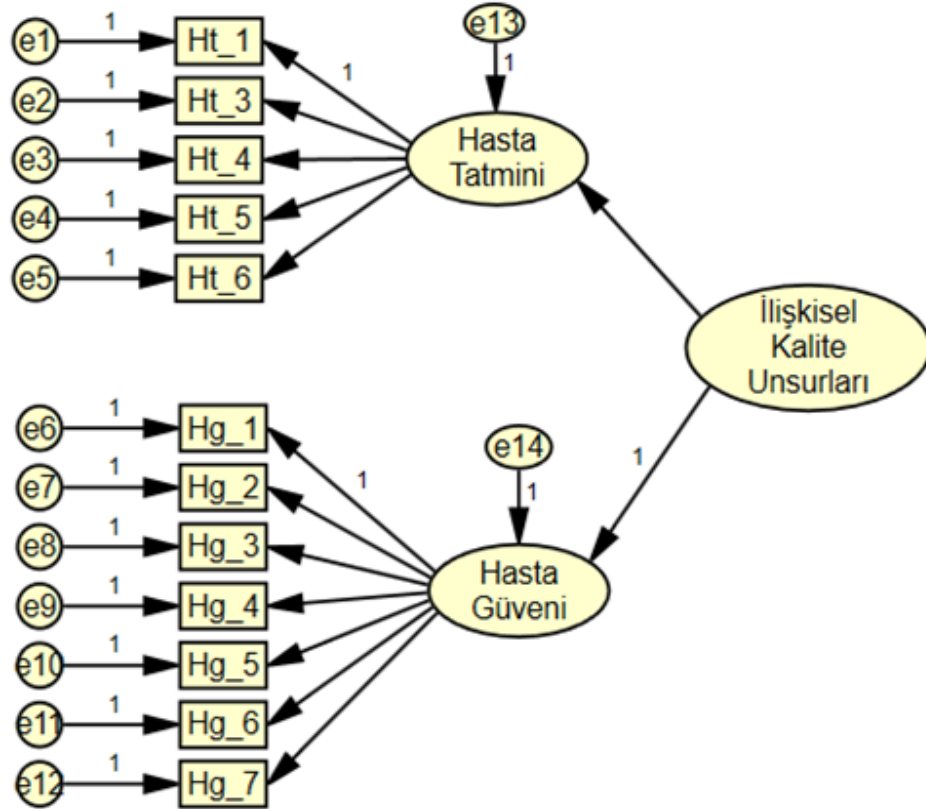 e13
1
e1 1 Ht_1
1
e2 1 Ht_3
e3 1 Ht_4
e4 1 Ht_5
e5 1 Ht_6
Hasta
Tatmini
İlişkisel
Kalite
Unsurları
1
e6 1 Hg_1
1
e7 1 Hg_2
e8 1 Hg_3
e9 1 Hg_4
e10 1 Hg_5
e11 1 Hg_6
e12 1 Hg_7
e14
1
Hasta
Güveni